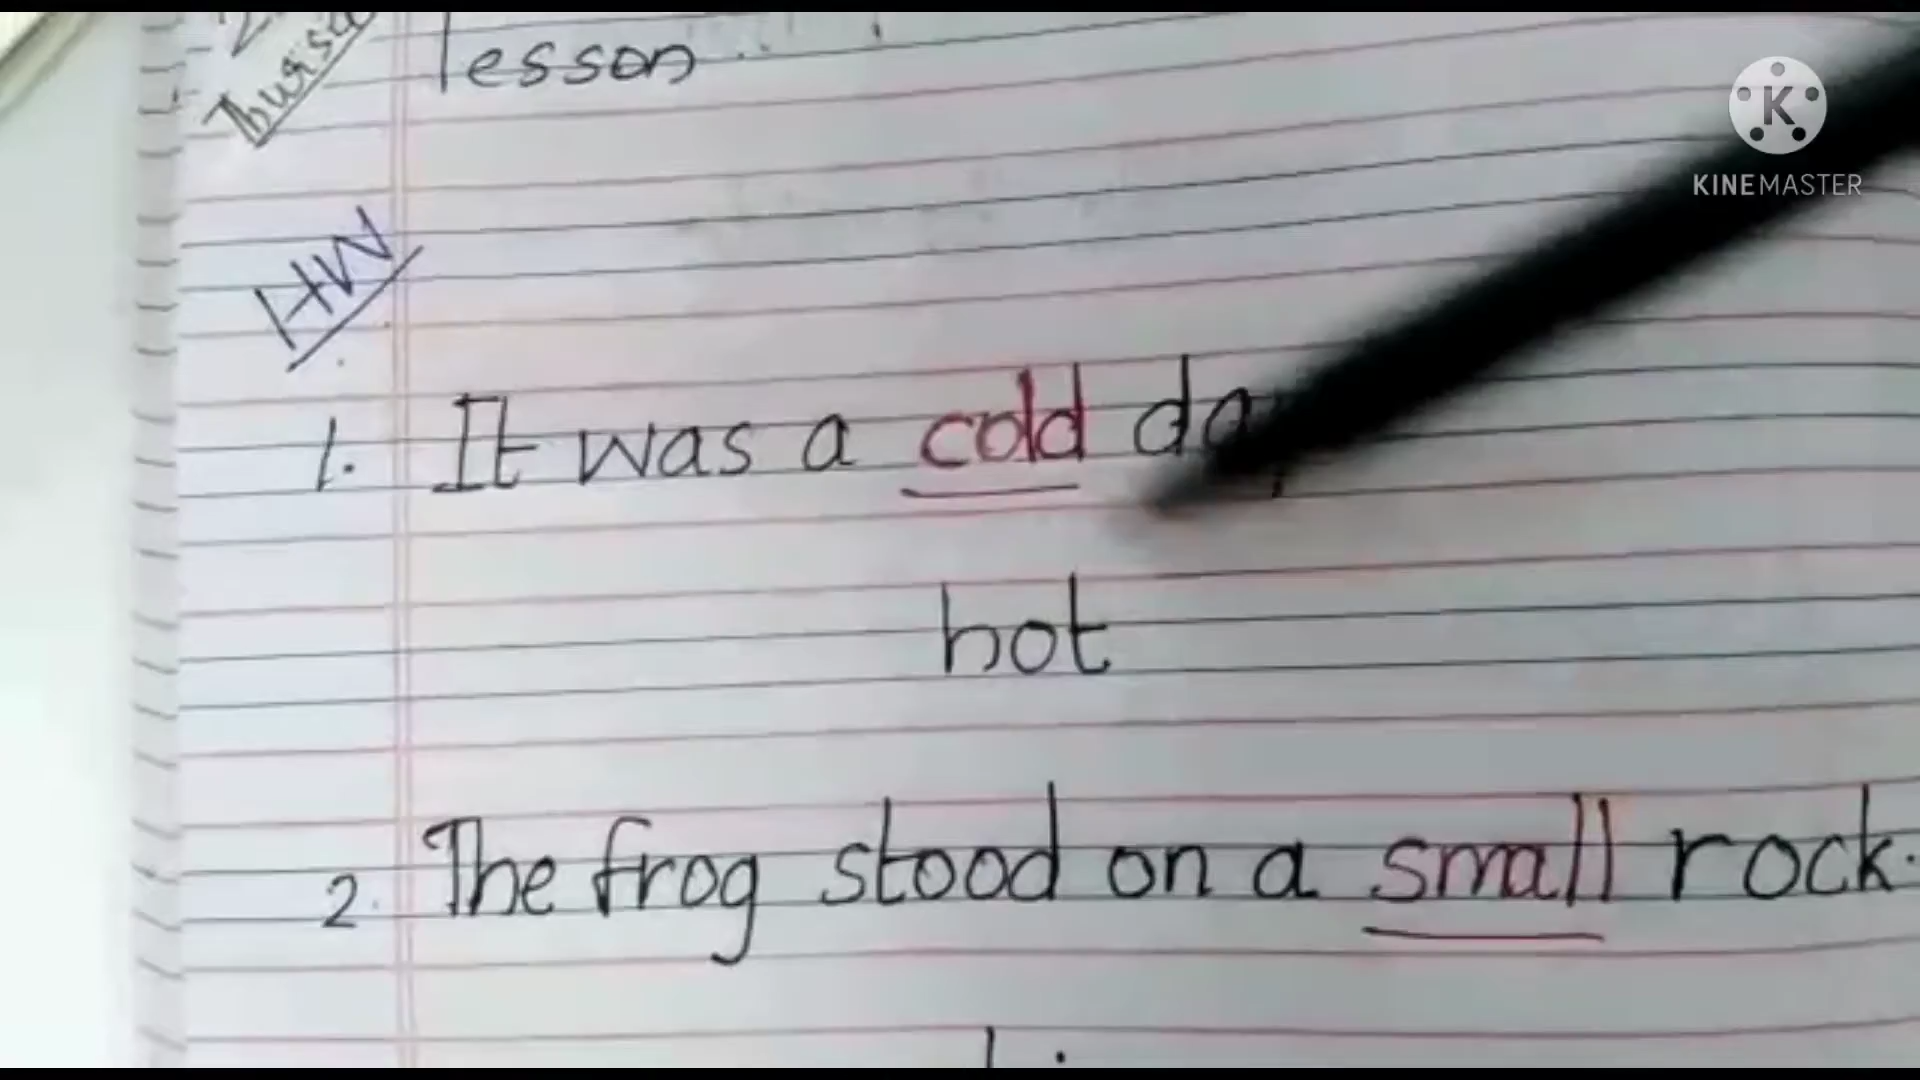 lesson
HW
1. It was a cold
hot
2. The frog stood on a small rock.
KINEMASTER